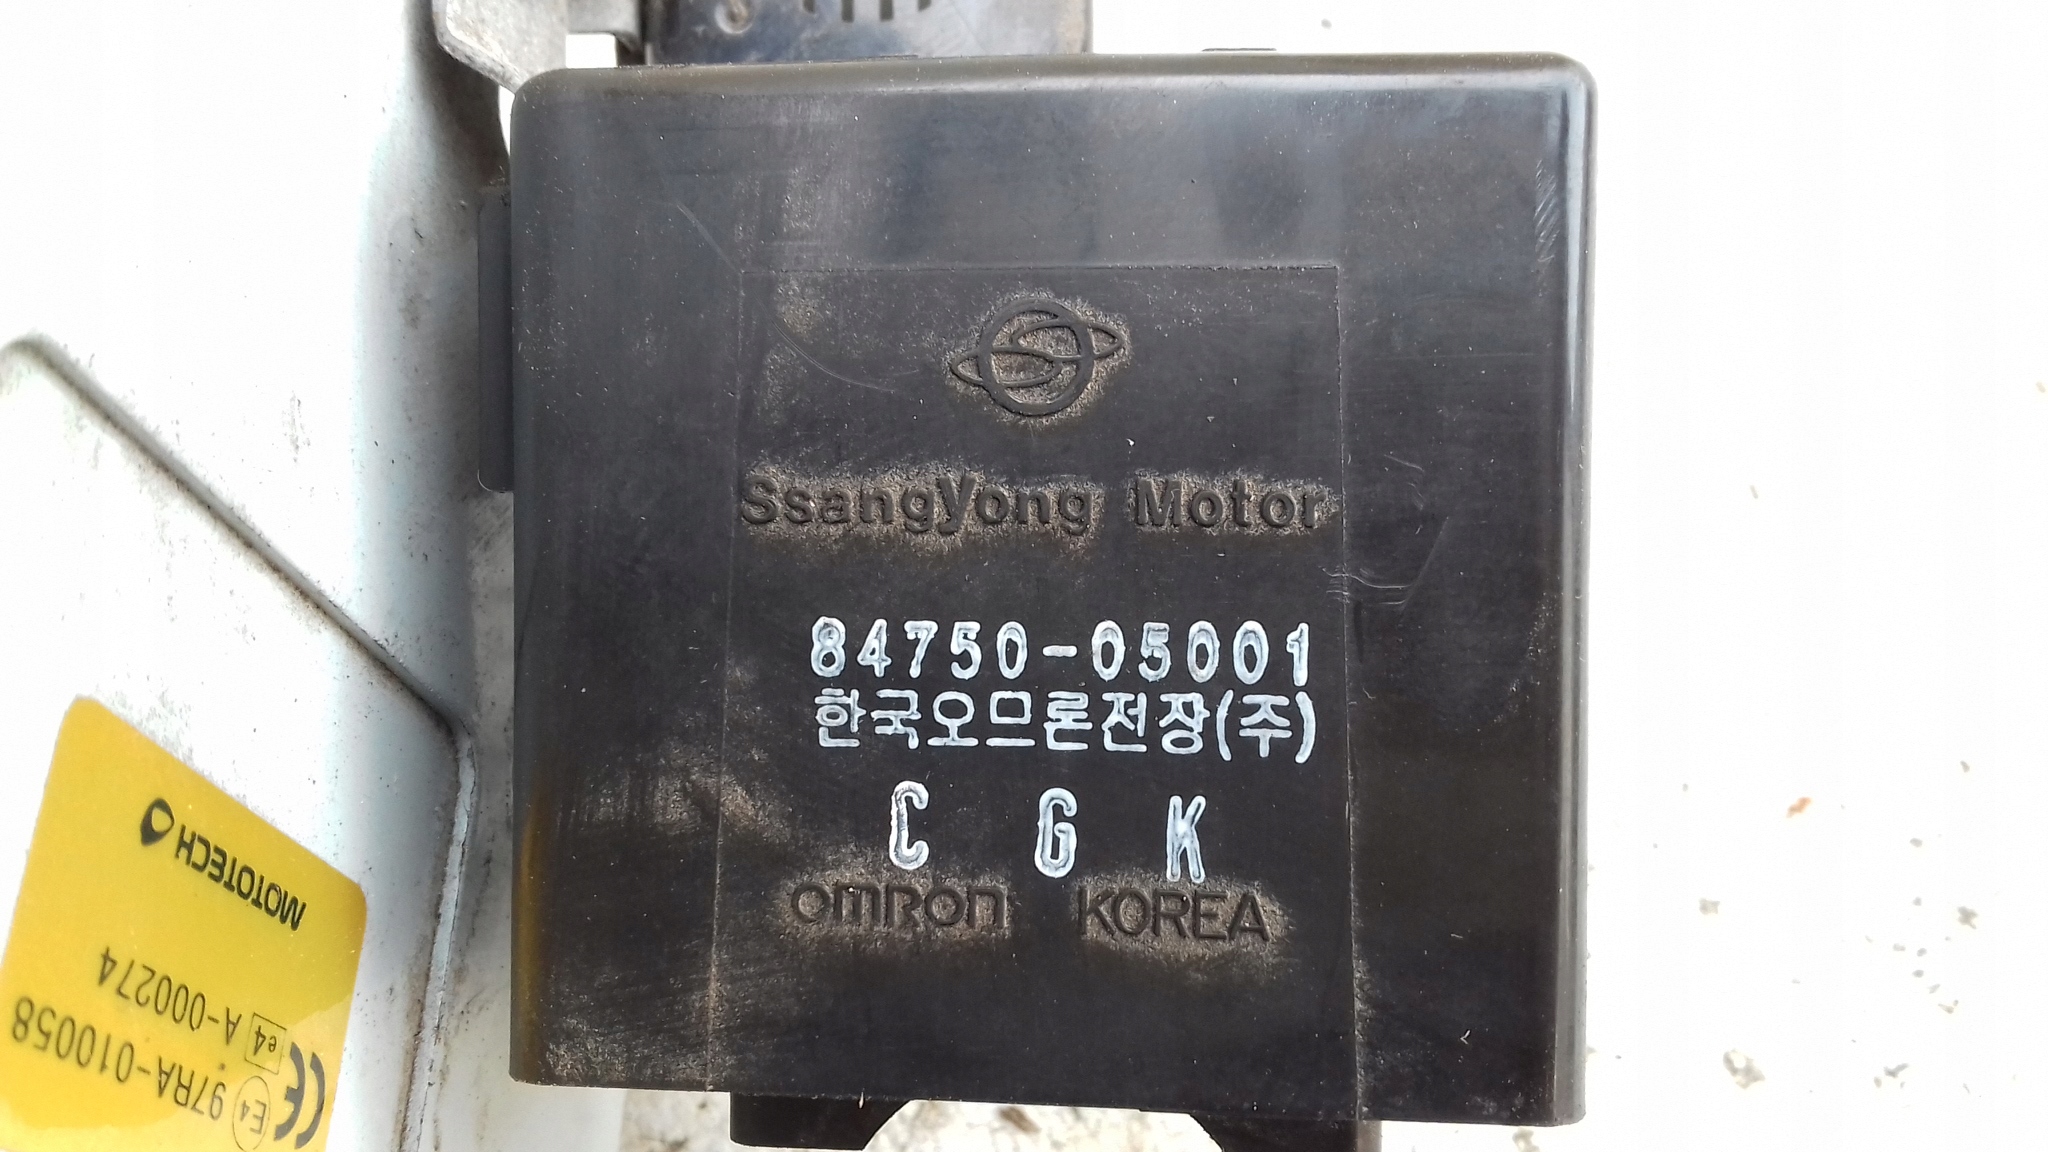 SsangYong Motor
84750-05001
한국오므론전장(주)
C G K
OMRON KOREA
MOTOTECH
e4 A-000274
E4 97RA-010058
CE